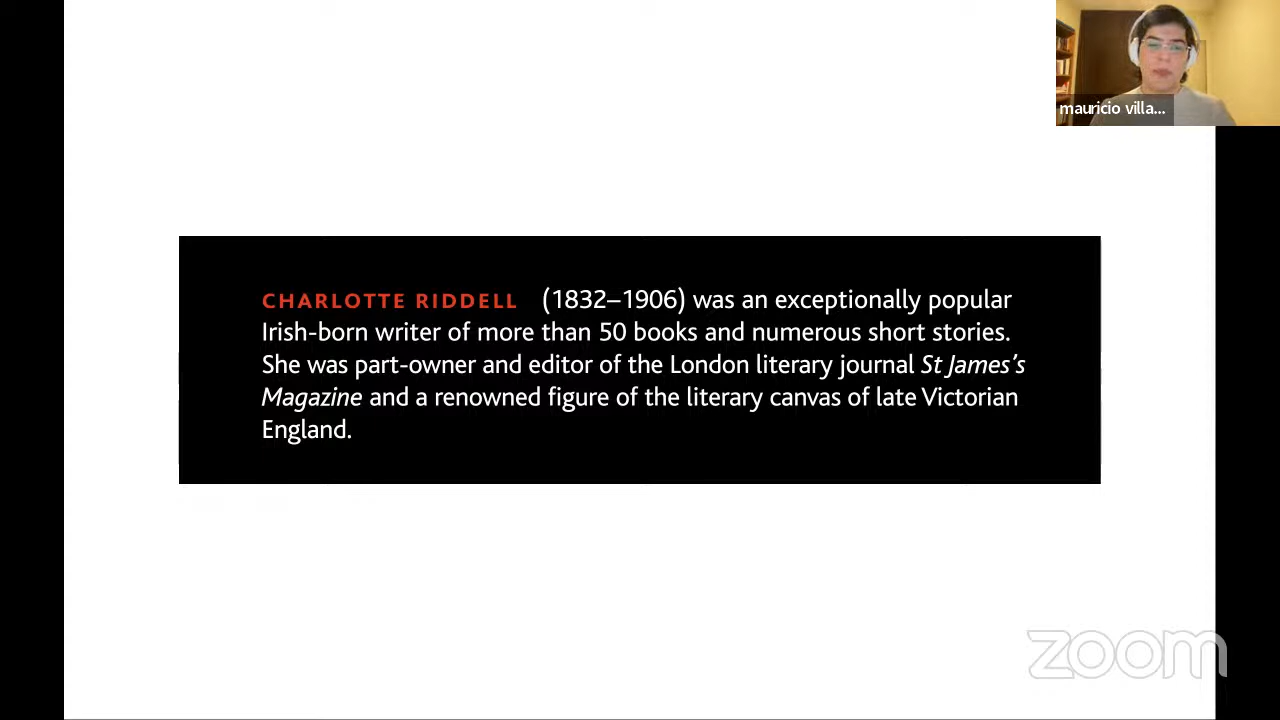 mauricio villa...
CHARLOTTE RIDDELL (1832–1906) was an exceptionally popular
Irish-born writer of more than 50 books and numerous short stories.
She was part-owner and editor of the London literary journal St James’s
Magazine and a renowned figure of the literary canvas of late Victorian
England.
zoom